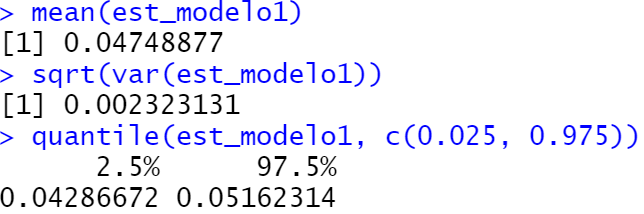 > mean(est_modelo1)
[1] 0.04748877
> sqrt(var(est_modelo1))
[1] 0.002323131
> quantile(est_modelo1, c(0.025, 0.975))
2.5% 97.5%
0.04286672 0.05162314